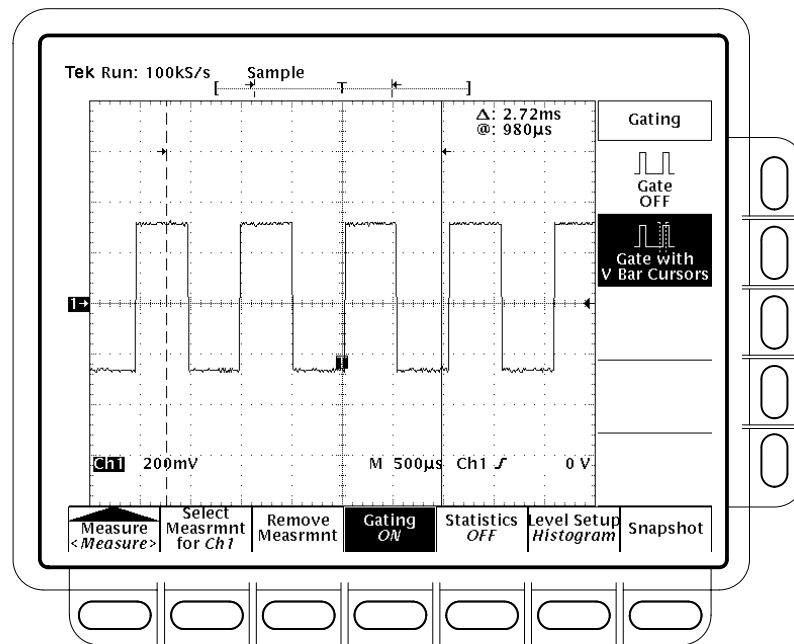 Tek Run: 100kS/s Sample
[ T ]
Δ: 2.72ms
@: 980µs
Gating
Gate
OFF
Gate with
V Bar Cursors
1→
T
Ch1 200mV M 500µs Ch1 0 V
Measure
<Measure>
Select
Measrmnt
for Ch1
Remove
Measrmnt
Gating
ON
Statistics
OFF
Level Setup
Histogram
Snapshot